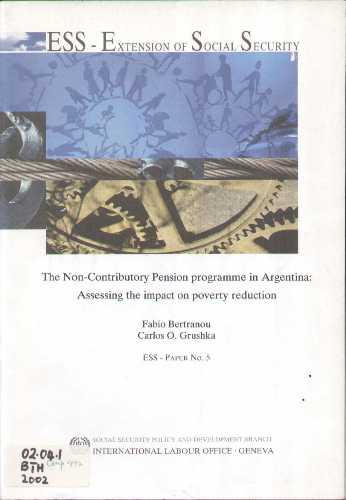 ESS - EXTENSION OF SOCIAL SECURITY
The Non-Contributory Pension programme in Argentina:
Assessing the impact on poverty reduction
Fabio Bertranou
Carlos O. Grushka
ESS - PAPER No. 5
SOCIAL SECURITY POLICY AND DEVELOPMENT BRANCH
INTERNATIONAL LABOUR OFFICE · GENEVA
02.04.1
BTH
2002